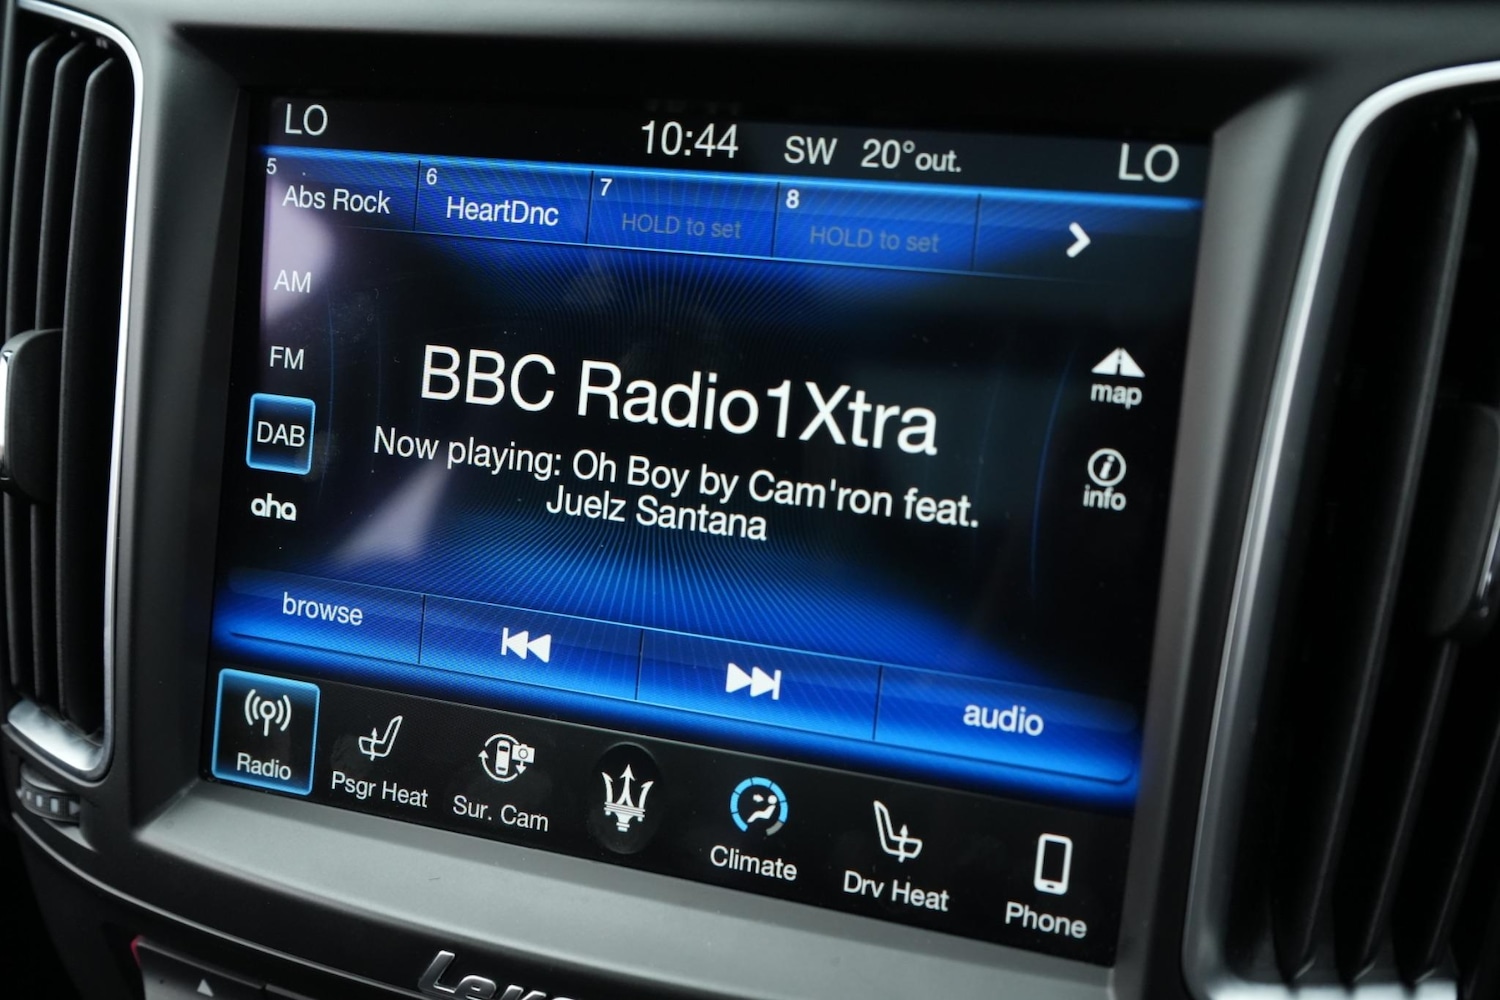 LO 10:44 SW 20°out. LO
5 Abs Rock 6 HeartDnc 7 HOLD to set 8 HOLD to set
AM
FM
DAB
aha
BBC Radio1Xtra
Now playing: Oh Boy by Cam'ron feat.
Juelz Santana
map
info
browse audio
Radio Psgr Heat Sur. Cam Climate Drv Heat Phone